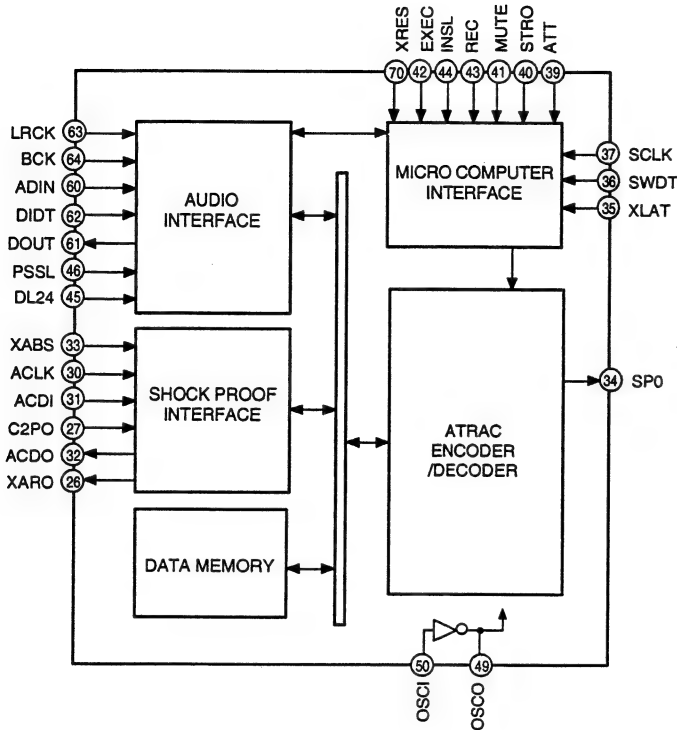 XRES
EXEC
INSL
REC
MUTE
STRO
ATT
70
42
44
43
41
40
39
LRCK 63
BCK 64
ADIN 60
DIDT 62
DOUT 61
PSSL 46
DL24 45
AUDIO
INTERFACE
MICRO COMPUTER
INTERFACE
37 SCLK
36 SWDT
35 XLAT
XABS 33
ACLK 30
ACDI 31
C2PO 27
ACDO 32
XARO 26
SHOCK PROOF
INTERFACE
ATRAC
ENCODER
/DECODER
34 SP0
DATA MEMORY
50
49
OSCI
OSCO